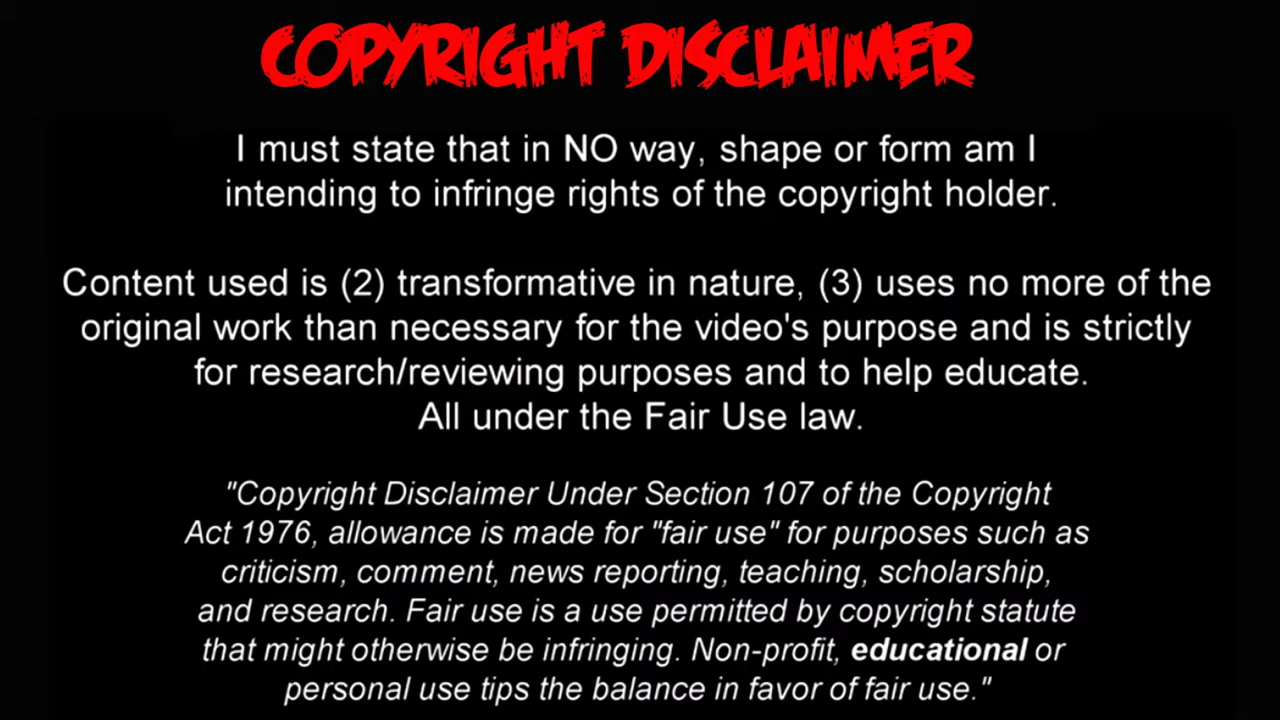 COPYRIGHT DISCLAIMER
I must state that in NO way, shape or form am I
intending to infringe rights of the copyright holder.
Content used is (2) transformative in nature, (3) uses no more of the
original work than necessary for the video's purpose and is strictly
for research/reviewing purposes and to help educate.
All under the Fair Use law.
"Copyright Disclaimer Under Section 107 of the Copyright
Act 1976, allowance is made for "fair use" for purposes such as
criticism, comment, news reporting, teaching, scholarship,
and research. Fair use is a use permitted by copyright statute
that might otherwise be infringing. Non-profit, educational or
personal use tips the balance in favor of fair use."